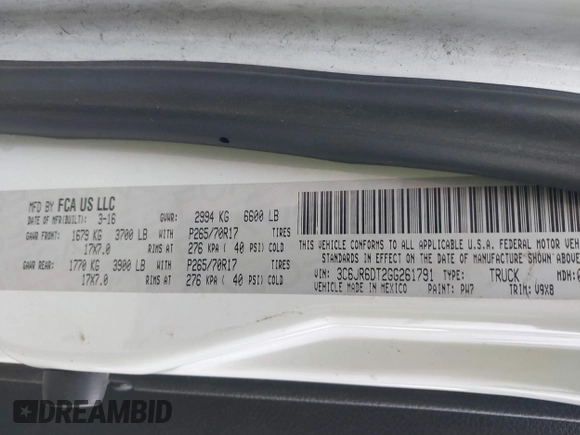 MFD BY FCA US LLC
DATE OF MFR(BUILT): 3-16 GVWR: 2994 KG 6600 LB
GAWR FRONT: 1679 KG 3700 LB WITH P265/70R17 TIRES
17X7.0 RIMS AT 276 KPA ( 40 PSI) COLD
GAWR REAR: 1770 KG 3900 LB WITH P265/70R17 TIRES
17X7.0 RIMS AT 276 KPA ( 40 PSI) COLD
THIS VEHICLE CONFORMS TO ALL APPLICABLE U.S.A. FEDERAL MOTOR VEH
STANDARDS IN EFFECT ON THE DATE OF MANUFACTURE SHOWN ABOVE
VIN: 3C6JR6DT2GG261791 TYPE: TRUCK MDH:
VEHICLE MADE IN MEXICO PAINT: PW7 TRIM: V9X8
DREAMBID